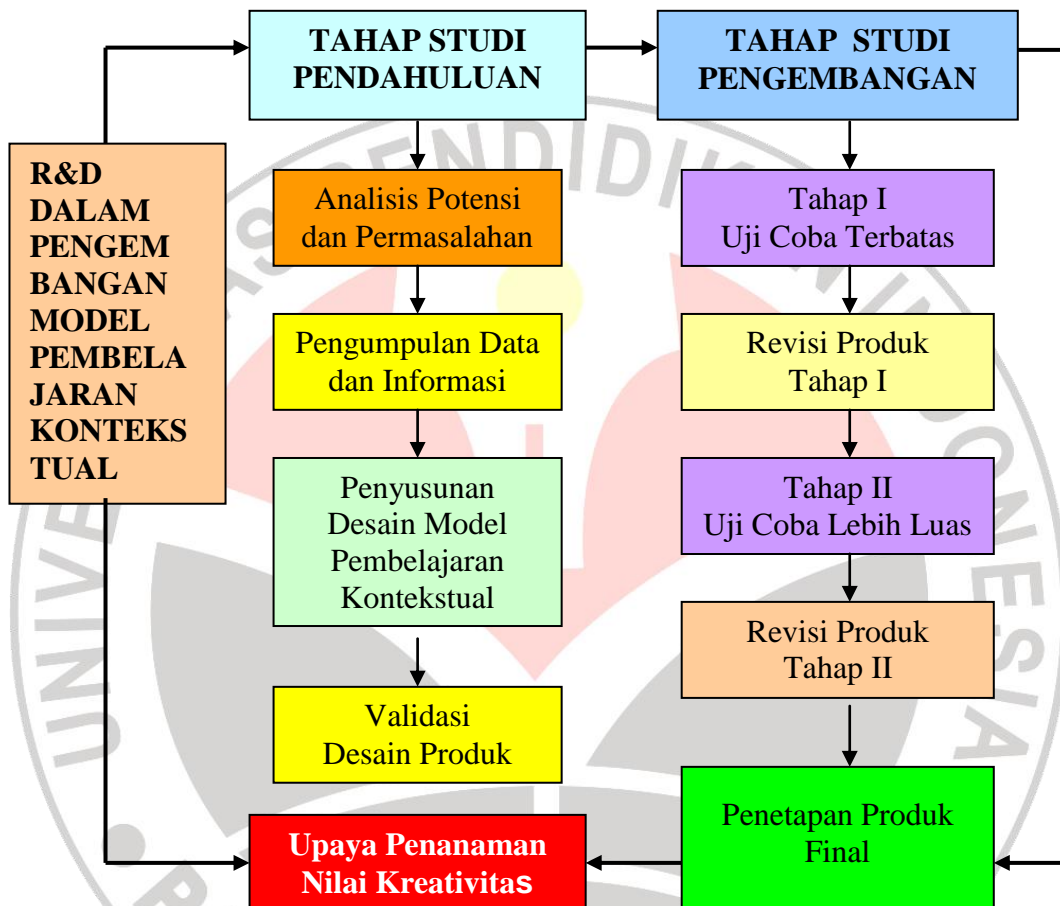 TAHAP STUDI
PENDAHULUAN
TAHAP STUDI
PENGEMBANGAN
R&D
DALAM
PENGEM
BANGAN
MODEL
PEMBELA
JARAN
KONTEKS
TUAL
Analisis Potensi
dan Permasalahan
Pengumpulan Data
dan Informasi
Penyusunan
Desain Model
Pembelajaran
Kontekstual
Validasi
Desain Produk
Upaya Penanaman
Nilai Kreativitas
Tahap I
Uji Coba Terbatas
Revisi Produk
Tahap I
Tahap II
Uji Coba Lebih Luas
Revisi Produk
Tahap II
Penetapan Produk
Final